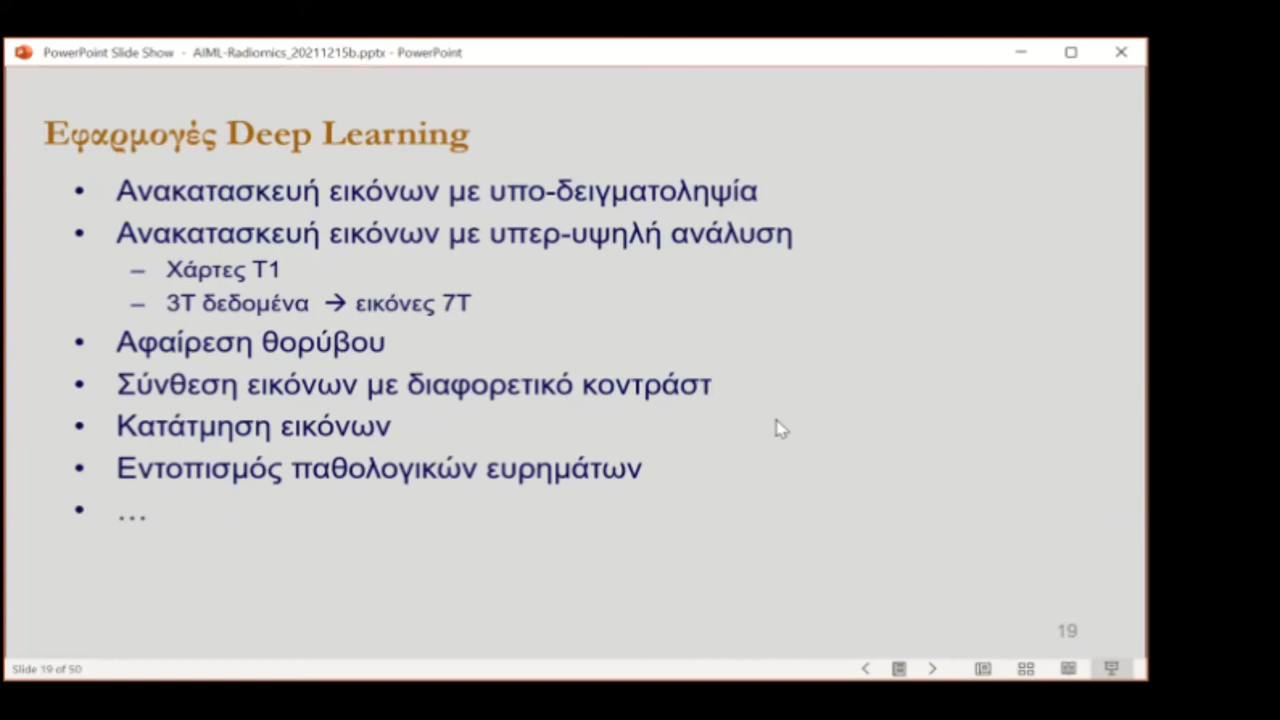 PowerPoint Slide Show - AIML-Radiomics_20211215b.pptx - PowerPoint
Εφαρμογές Deep Learning
• Ανακατασκευή εικόνων με υπο-δειγματοληψία
• Ανακατασκευή εικόνων με υπερ-υψηλή ανάλυση
– Χάρτες T1
– 3T δεδομένα → εικόνες 7T
• Αφαίρεση θορύβου
• Σύνθεση εικόνων με διαφορετικό κοντράστ
• Κατάτμηση εικόνων
• Εντοπισμός παθολογικών ευρημάτων
• …
19
Slide 19 of 50